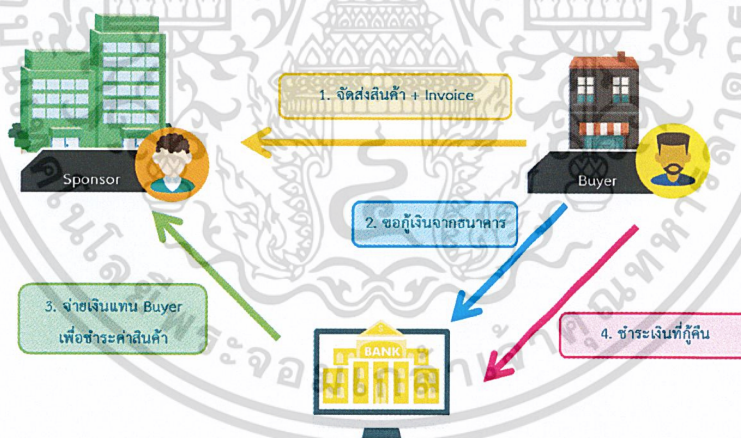 1. จัดส่งสินค้า + Invoice
Sponsor
Buyer
2. ขอกู้เงินจากธนาคาร
3. จ่ายเงินแทน Buyer
เพื่อชำระค่าสินค้า
BANK
4. ชำระเงินที่กู้คืน